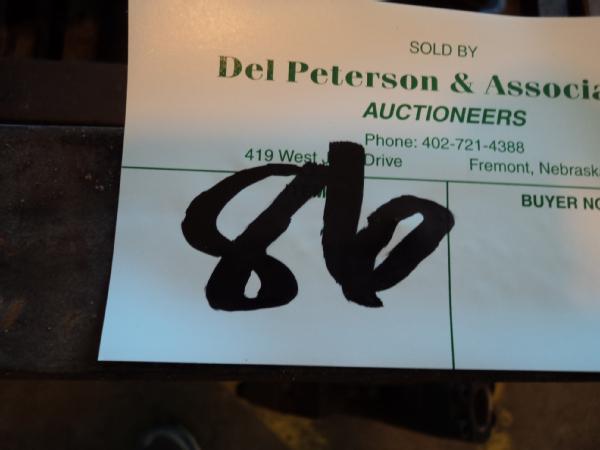 SOLD BY
Del Peterson & Associa
AUCTIONEERS
Phone: 402-721-4388
419 West Drive Fremont, Nebrask
BUYER NO
86